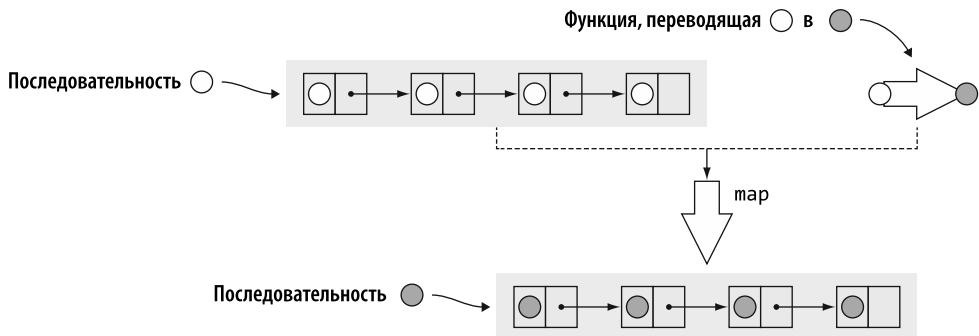 Функция, переводящая в
Последовательность
map
Последовательность